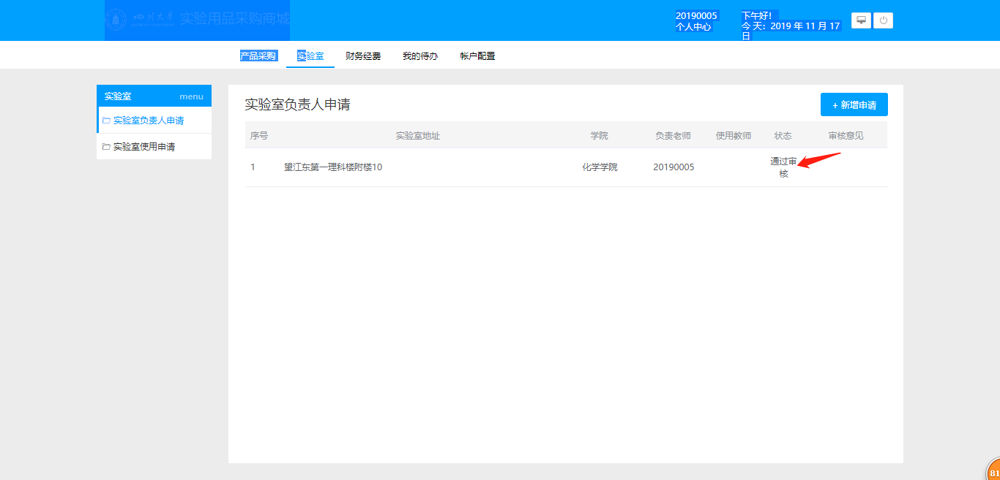 四川大学 实验用品采购商城
20190005
个人中心
下午好!
今 天: 2019 年 11 月 17
日
产品采购 实验室 财务经费 我的待办 帐户配置
实验室 menu
实验室负责人申请
实验室使用申请
实验室负责人申请
+ 新增申请
序号 实验室地址 学院 负责老师 使用教师 状态 审核意见
1 望江东第一理科楼附楼10 化学学院 20190005 通过审
核
81